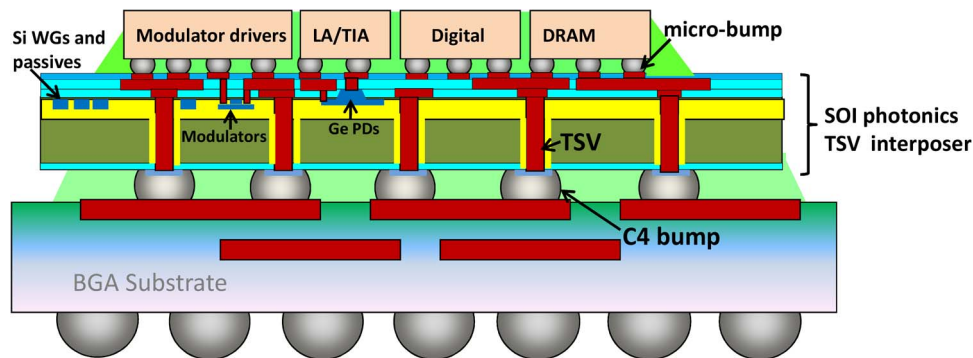 Modulator drivers
LA/TIA
Digital
DRAM
micro-bump
Si WGs and
passives
Modulators
Ge PDs
TSV
SOI photonics
TSV interposer
C4 bump
BGA Substrate